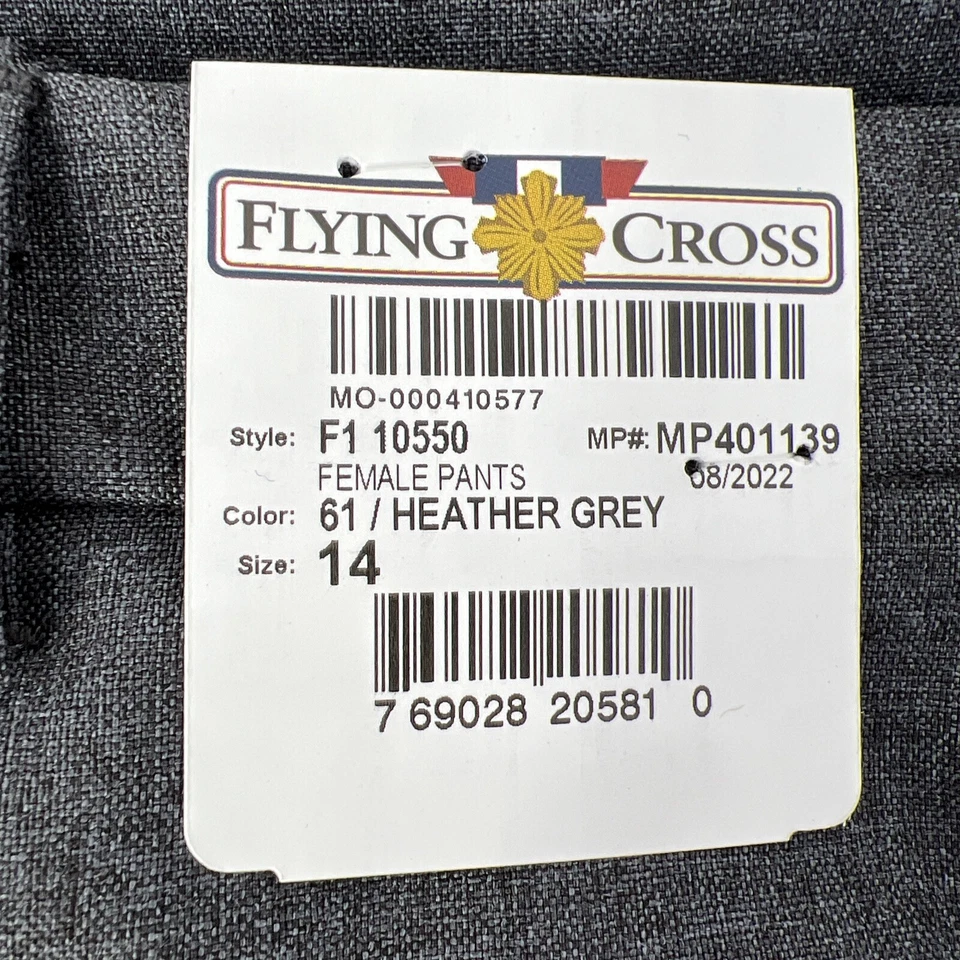 FLYING CROSS
MO-000410577
Style: F1 10550 MP#: MP401139
FEMALE PANTS 08/2022
Color: 61 / HEATHER GREY
Size: 14
7 69028 20581 0